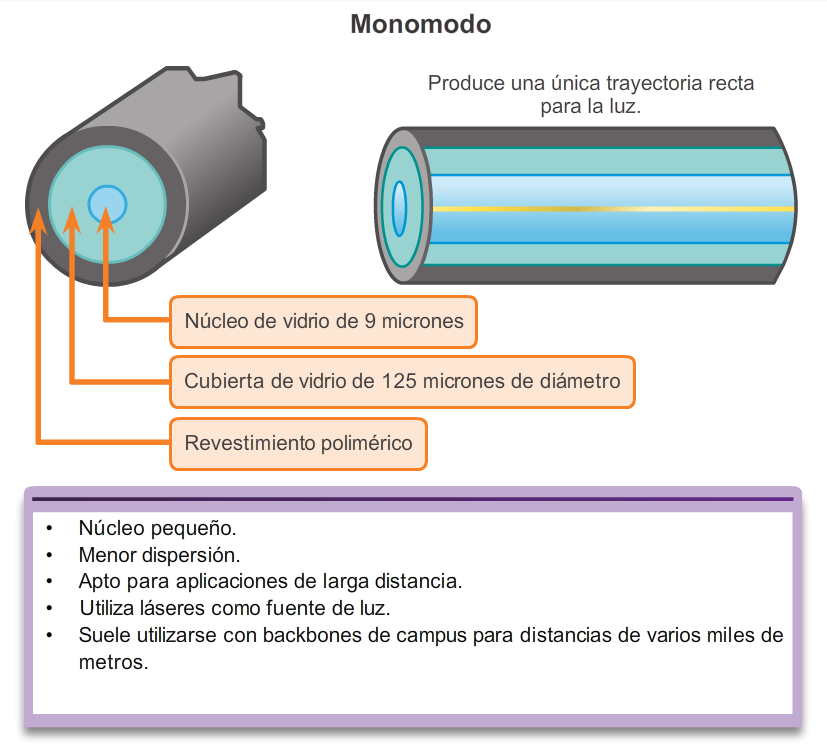 Monomodo
Produce una única trayectoria recta
para la luz.
Núcleo de vidrio de 9 micrones
Cubierta de vidrio de 125 micrones de diámetro
Revestimiento polimérico
• Núcleo pequeño.
• Menor dispersión.
• Apto para aplicaciones de larga distancia.
• Utiliza láseres como fuente de luz.
• Suele utilizarse con backbones de campus para distancias de varios miles de
metros.